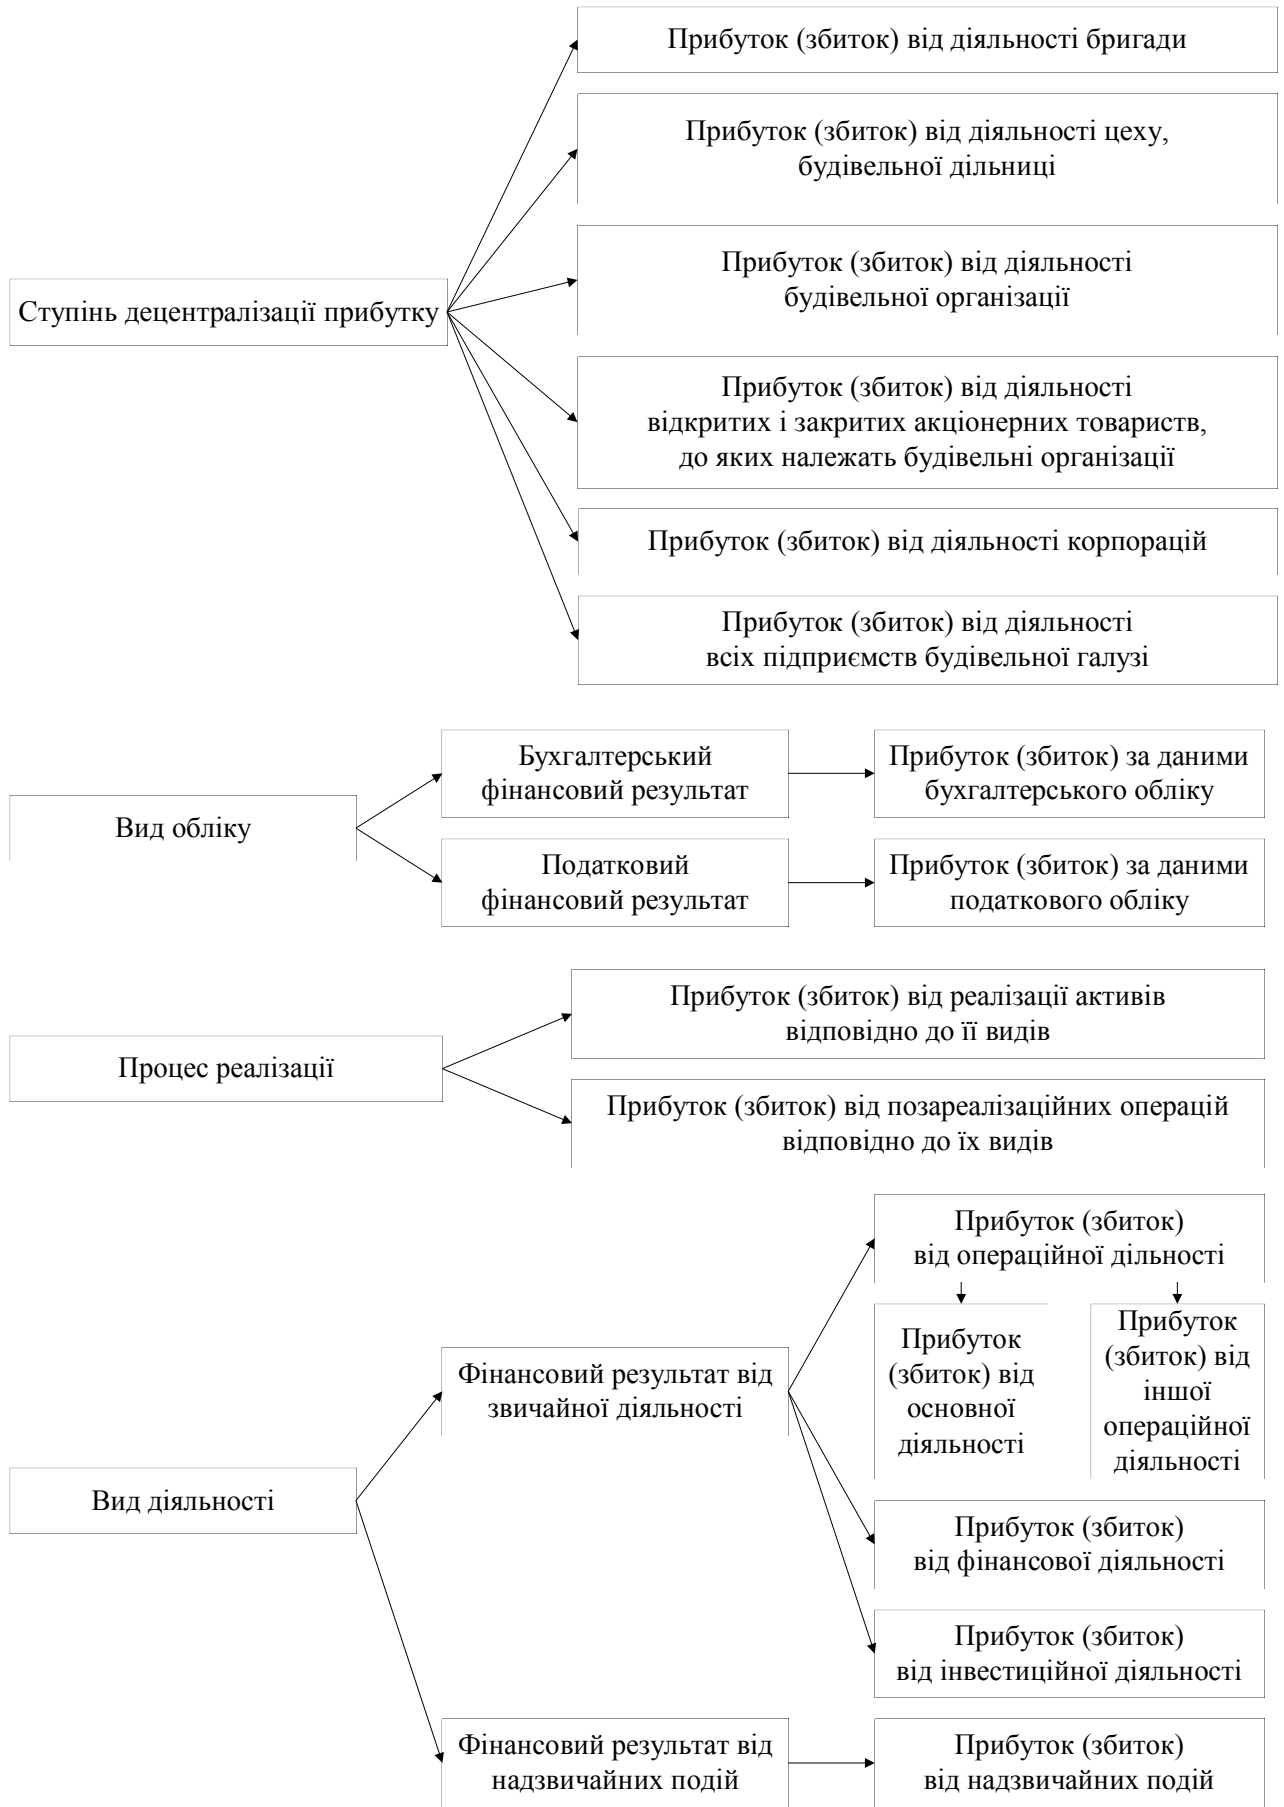 Прибуток (збиток) від діяльності бригади
Прибуток (збиток) від діяльності цеху,
будівельної дільниці
Прибуток (збиток) від діяльності
будівельної організації
Ступінь децентралізації прибутку
Прибуток (збиток) від діяльності
відкритих і закритих акціонерних товариств,
до яких належать будівельні організації
Прибуток (збиток) від діяльності корпорацій
Прибуток (збиток) від діяльності
всіх підприємств будівельної галузі
Вид обліку
Бухгалтерський
фінансовий результат
Прибуток (збиток) за даними
бухгалтерського обліку
Податковий
фінансовий результат
Прибуток (збиток) за даними
податкового обліку
Процес реалізації
Прибуток (збиток) від реалізації активів
відповідно до її видів
Прибуток (збиток) від позареалізаційних операцій
відповідно до їх видів
Вид діяльності
Фінансовий результат від
звичайної діяльності
Прибуток (збиток)
від операційної дільності
Прибуток
(збиток) від
основної
діяльності
Прибуток
(збиток) від
іншої
операційної
діяльності
Прибуток (збиток)
від фінансової діяльності
Прибуток (збиток)
від інвестиційної діяльності
Фінансовий результат від
надзвичайних подій
Прибуток (збиток)
від надзвичайних подій